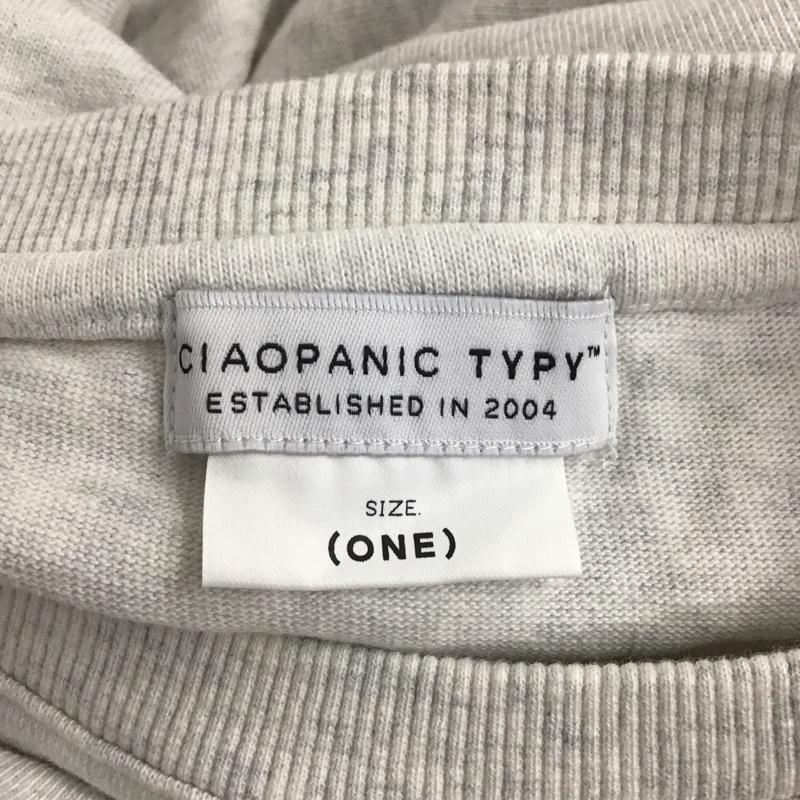 CIAOPANIC TYPY™
ESTABLISHED IN 2004
SIZE.
(ONE)